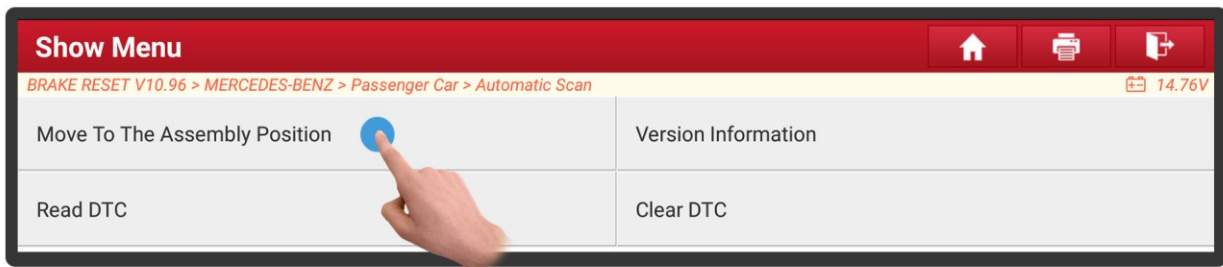 Show Menu
BRAKE RESET V10.96 > MERCEDES-BENZ > Passenger Car > Automatic Scan 14.76V
Move To The Assembly Position Version Information
Read DTC Clear DTC